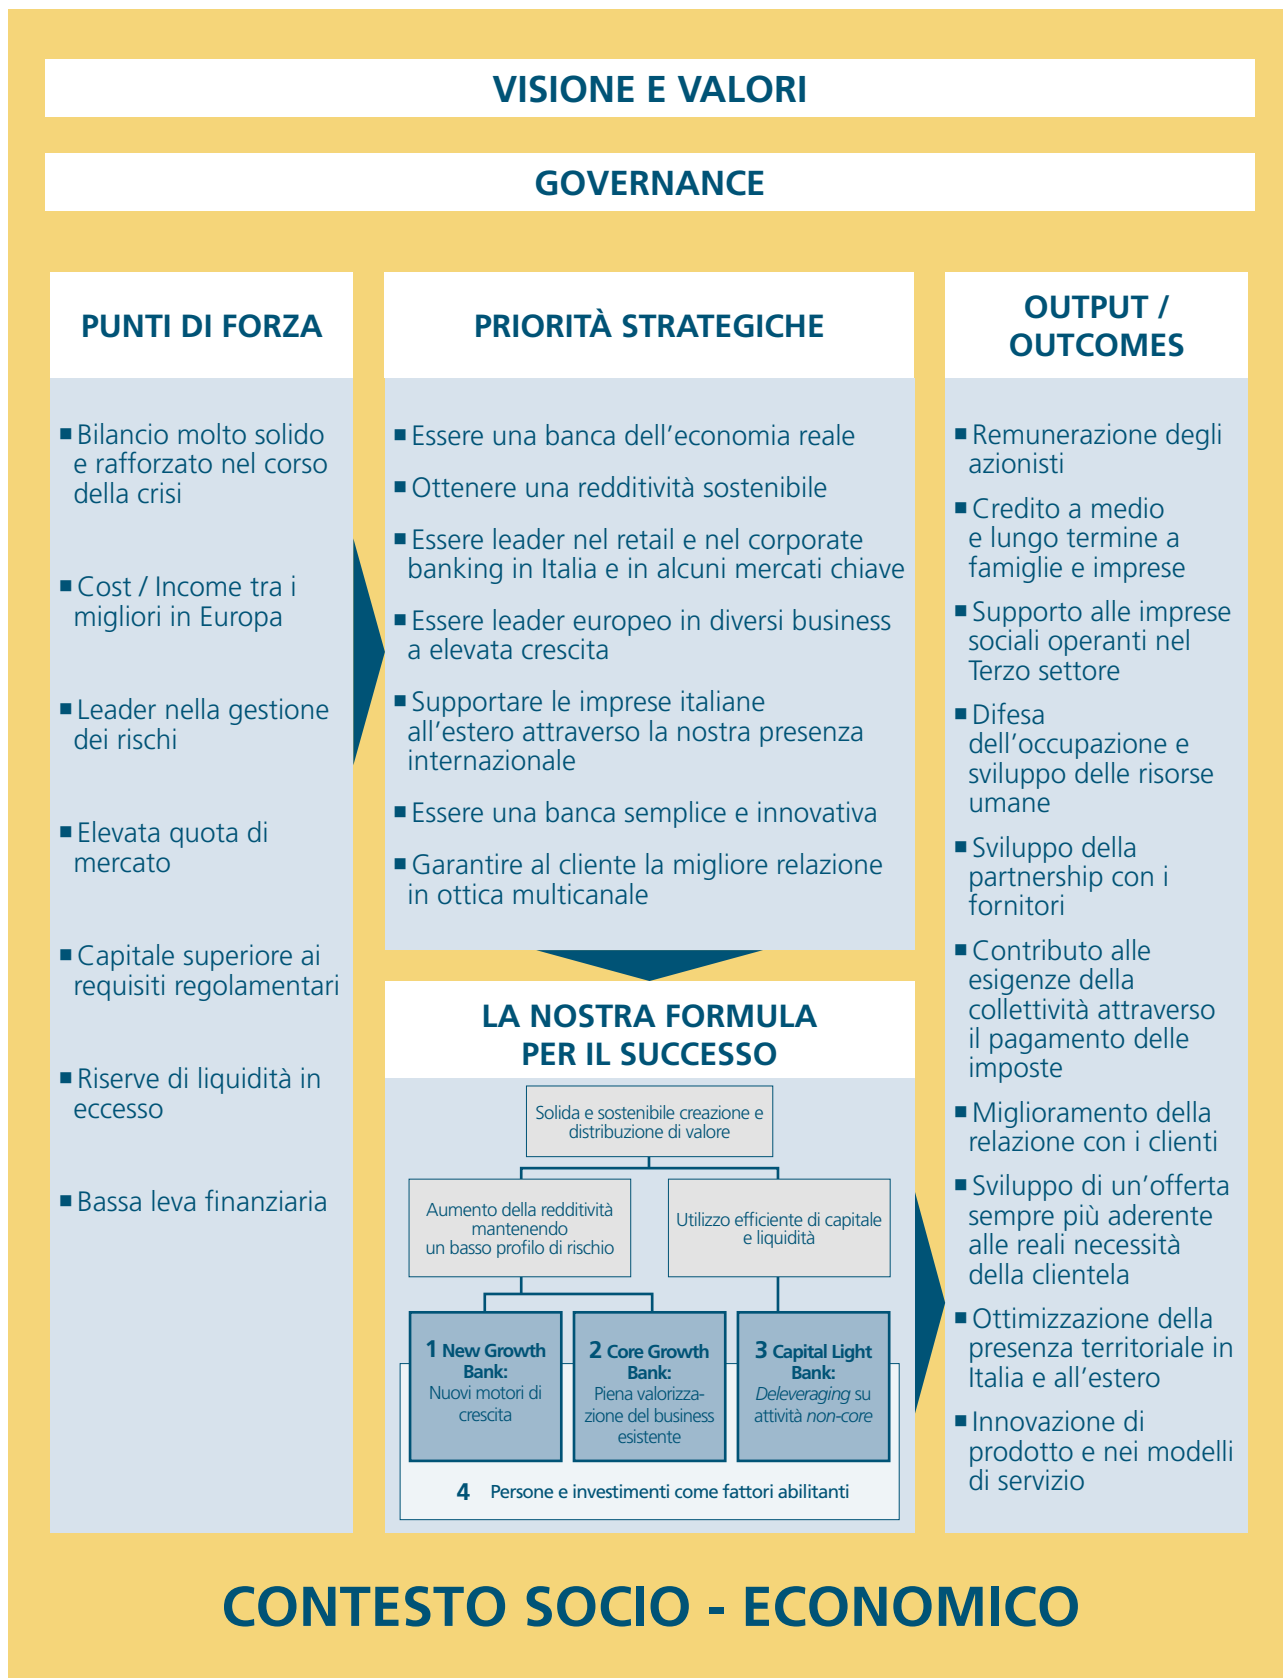 VISIONE E VALORI
GOVERNANCE
PUNTI DI FORZA
■ Bilancio molto solido
e rafforzato nel corso
della crisi
■ Cost / Income tra i
migliori in Europa
■ Leader nella gestione
dei rischi
■ Elevata quota di
mercato
■ Capitale superiore ai
requisiti regolamentari
■ Riserve di liquidità in
eccesso
■ Bassa leva finanziaria
PRIORITÀ STRATEGICHE
■ Essere una banca dell'economia reale
■ Ottenere una redditività sostenibile
■ Essere leader nel retail e nel corporate
banking in Italia e in alcuni mercati chiave
■ Essere leader europeo in diversi business
a elevata crescita
■ Supportare le imprese italiane
all'estero attraverso la nostra presenza
internazionale
■ Essere una banca semplice e innovativa
■ Garantire al cliente la migliore relazione
in ottica multicanale
LA NOSTRA FORMULA
PER IL SUCCESSO
Solida e sostenibile creazione e
distribuzione di valore
Aumento della redditività
mantenendo
un basso profilo di rischio
Utilizzo efficiente di capitale
e liquidità
1 New Growth
Bank:
Nuovi motori di
crescita
2 Core Growth
Bank:
Piena valorizza-
zione del business
esistente
3 Capital Light
Bank:
Deleveraging su
attività non-core
4 Persone e investimenti come fattori abilitanti
OUTPUT /
OUTCOMES
■ Remunerazione degli
azionisti
■ Credito a medio
e lungo termine a
famiglie e imprese
■ Supporto alle imprese
sociali operanti nel
Terzo settore
■ Difesa
dell'occupazione e
sviluppo delle risorse
umane
■ Sviluppo della
partnership con i
fornitori
■ Contributo alle
esigenze della
collettività attraverso
il pagamento delle
imposte
■ Miglioramento della
relazione con i clienti
■ Sviluppo di un'offerta
sempre più aderente
alle reali necessità
della clientela
■ Ottimizzazione della
presenza territoriale in
Italia e all'estero
■ Innovazione di
prodotto e nei modelli
di servizio
CONTESTO SOCIO - ECONOMICO